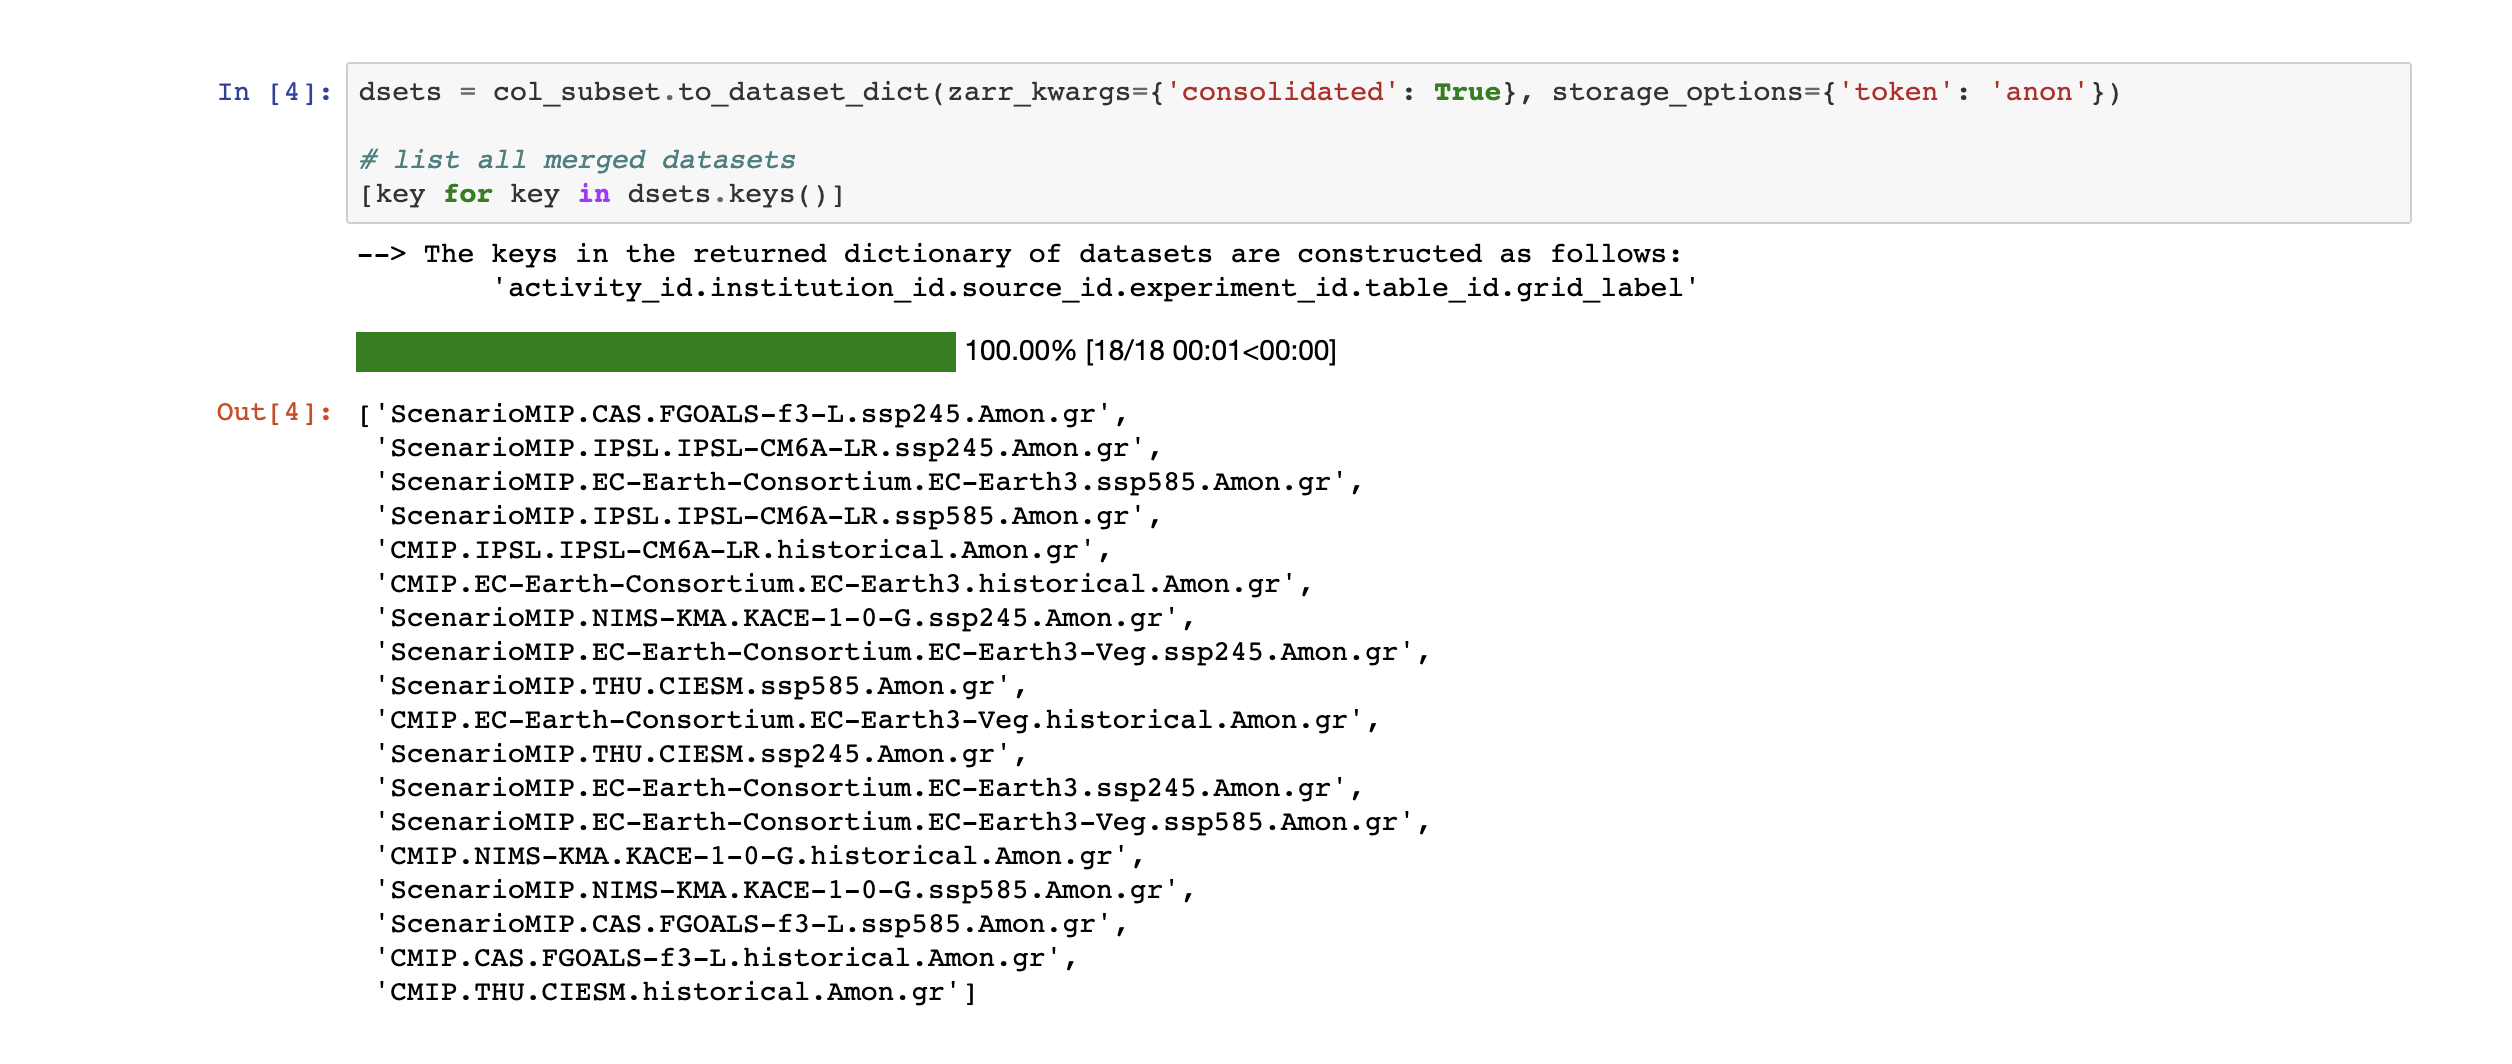 In [4]: dsets = col_subset.to_dataset_dict(zarr_kwargs={'consolidated': True}, storage_options={'token': 'anon'})
# list all merged datasets
[key for key in dsets.keys()]
--> The keys in the returned dictionary of datasets are constructed as follows:
'activity_id.institution_id.source_id.experiment_id.table_id.grid_label'
100.00% [18/18 00:01<00:00]
Out[4]: ['ScenarioMIP.CAS.FGOALS-f3-L.ssp245.Amon.gr',
'ScenarioMIP.IPSL.IPSL-CM6A-LR.ssp245.Amon.gr',
'ScenarioMIP.EC-Earth-Consortium.EC-Earth3.ssp585.Amon.gr',
'ScenarioMIP.IPSL.IPSL-CM6A-LR.ssp585.Amon.gr',
'CMIP.IPSL.IPSL-CM6A-LR.historical.Amon.gr',
'CMIP.EC-Earth-Consortium.EC-Earth3.historical.Amon.gr',
'ScenarioMIP.NIMS-KMA.KACE-1-0-G.ssp245.Amon.gr',
'ScenarioMIP.EC-Earth-Consortium.EC-Earth3-Veg.ssp245.Amon.gr',
'ScenarioMIP.THU.CIESM.ssp585.Amon.gr',
'CMIP.EC-Earth-Consortium.EC-Earth3-Veg.historical.Amon.gr',
'ScenarioMIP.THU.CIESM.ssp245.Amon.gr',
'ScenarioMIP.EC-Earth-Consortium.EC-Earth3.ssp245.Amon.gr',
'ScenarioMIP.EC-Earth-Consortium.EC-Earth3-Veg.ssp585.Amon.gr',
'CMIP.NIMS-KMA.KACE-1-0-G.historical.Amon.gr',
'ScenarioMIP.NIMS-KMA.KACE-1-0-G.ssp585.Amon.gr',
'ScenarioMIP.CAS.FGOALS-f3-L.ssp585.Amon.gr',
'CMIP.CAS.FGOALS-f3-L.historical.Amon.gr',
'CMIP.THU.CIESM.historical.Amon.gr']